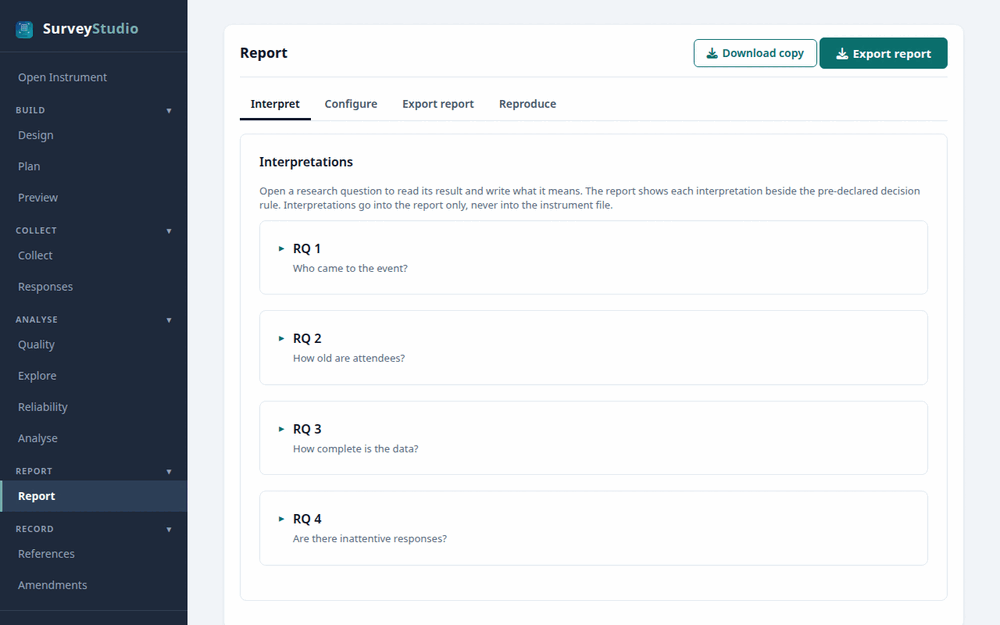 SurveyStudio
Open Instrument
BUILD
Design
Plan
Preview
COLLECT
Collect
Responses
ANALYSE
Quality
Explore
Reliability
Analyse
REPORT
Report
RECORD
References
Amendments
Report
Download copy
Export report
Interpret
Configure
Export report
Reproduce
Interpretations
Open a research question to read its result and write what it means. The report shows each interpretation beside the pre-declared decision
rule. Interpretations go into the report only, never into the instrument file.
RQ 1
Who came to the event?
RQ 2
How old are attendees?
RQ 3
How complete is the data?
RQ 4
Are there inattentive responses?